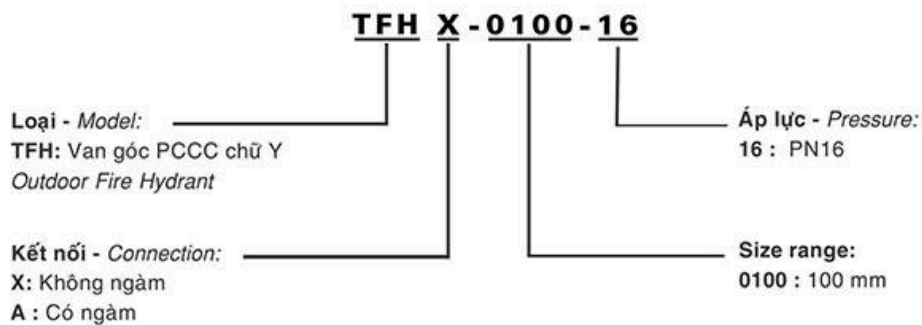 TFH X-0100-16
Loại - Model:
TFH: Van góc PCCC chữ Y
Outdoor Fire Hydrant
Áp lực - Pressure:
16 : PN16
Kết nối - Connection:
X: Không ngàm
A : Có ngàm
Size range:
0100 : 100 mm